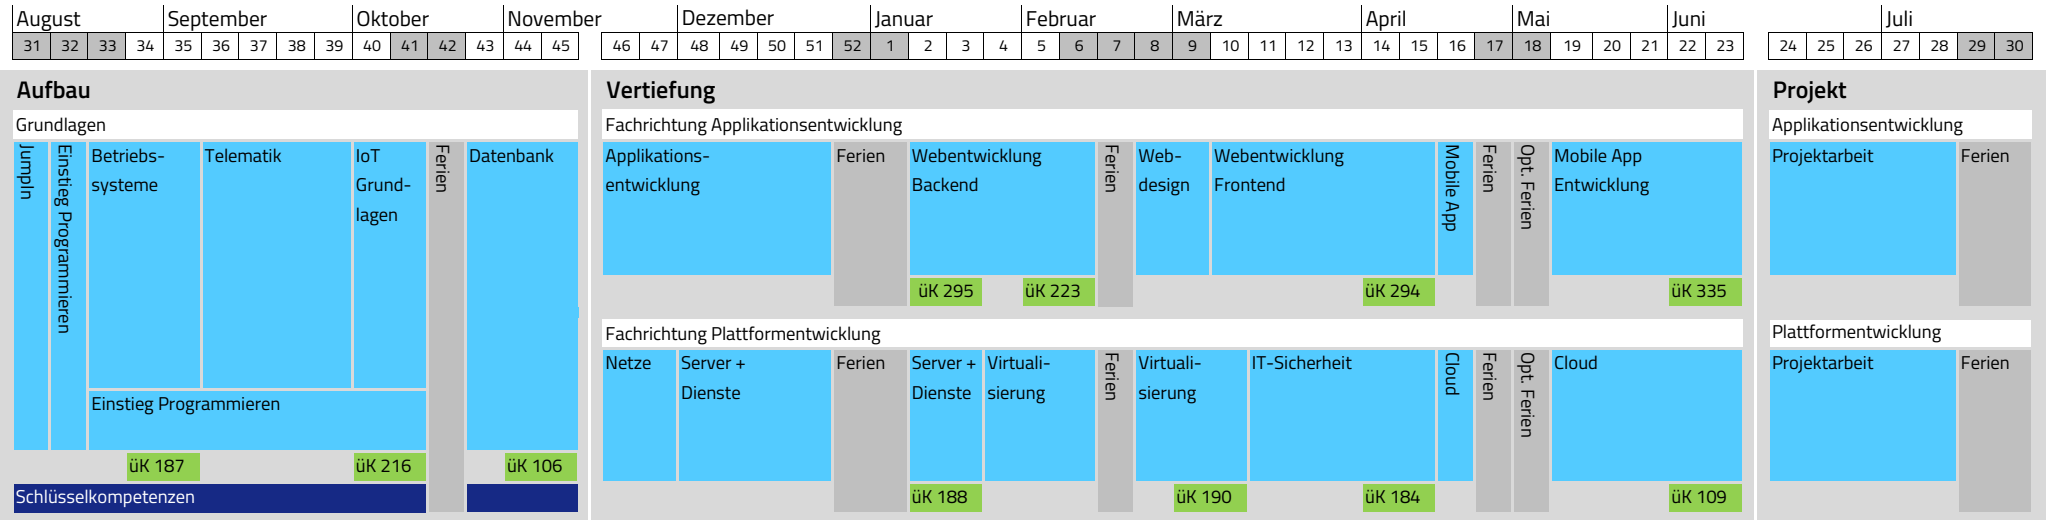 August September Oktober November Dezember Januar Februar März April Mai Juni Juli
31 32 33 34 35 36 37 38 39 40 41 42 43 44 45 46 47 48 49 50 51 52 1 2 3 4 5 6 7 8 9 10 11 12 13 14 15 16 17 18 19 20 21 22 23 24 25 26 27 28 29 30
Aufbau
Grundlagen
JumpIn
Einstieg Programmieren
Betriebs-
systeme
Telematik
IoT
Grund-
lagen
Ferien
Datenbank
Einstieg Programmieren
üK 187
üK 216
üK 106
Schlüsselkompetenzen
Vertiefung
Fachrichtung Applikationsentwicklung
Applikations-
entwicklung
Ferien
Webentwicklung
Backend
Ferien
Web-
design
Webentwicklung
Frontend
Mobile App
Ferien
Opt. Ferien
Mobile App
Entwicklung
üK 295
üK 223
üK 294
üK 335
Fachrichtung Plattformentwicklung
Netze
Server +
Dienste
Ferien
Server +
Dienste
Virtuali-
sierung
Ferien
Virtuali-
sierung
IT-Sicherheit
Cloud
Ferien
Opt. Ferien
Cloud
üK 188
üK 190
üK 184
üK 109
Projekt
Applikationsentwicklung
Projektarbeit
Ferien
Plattformentwicklung
Projektarbeit
Ferien